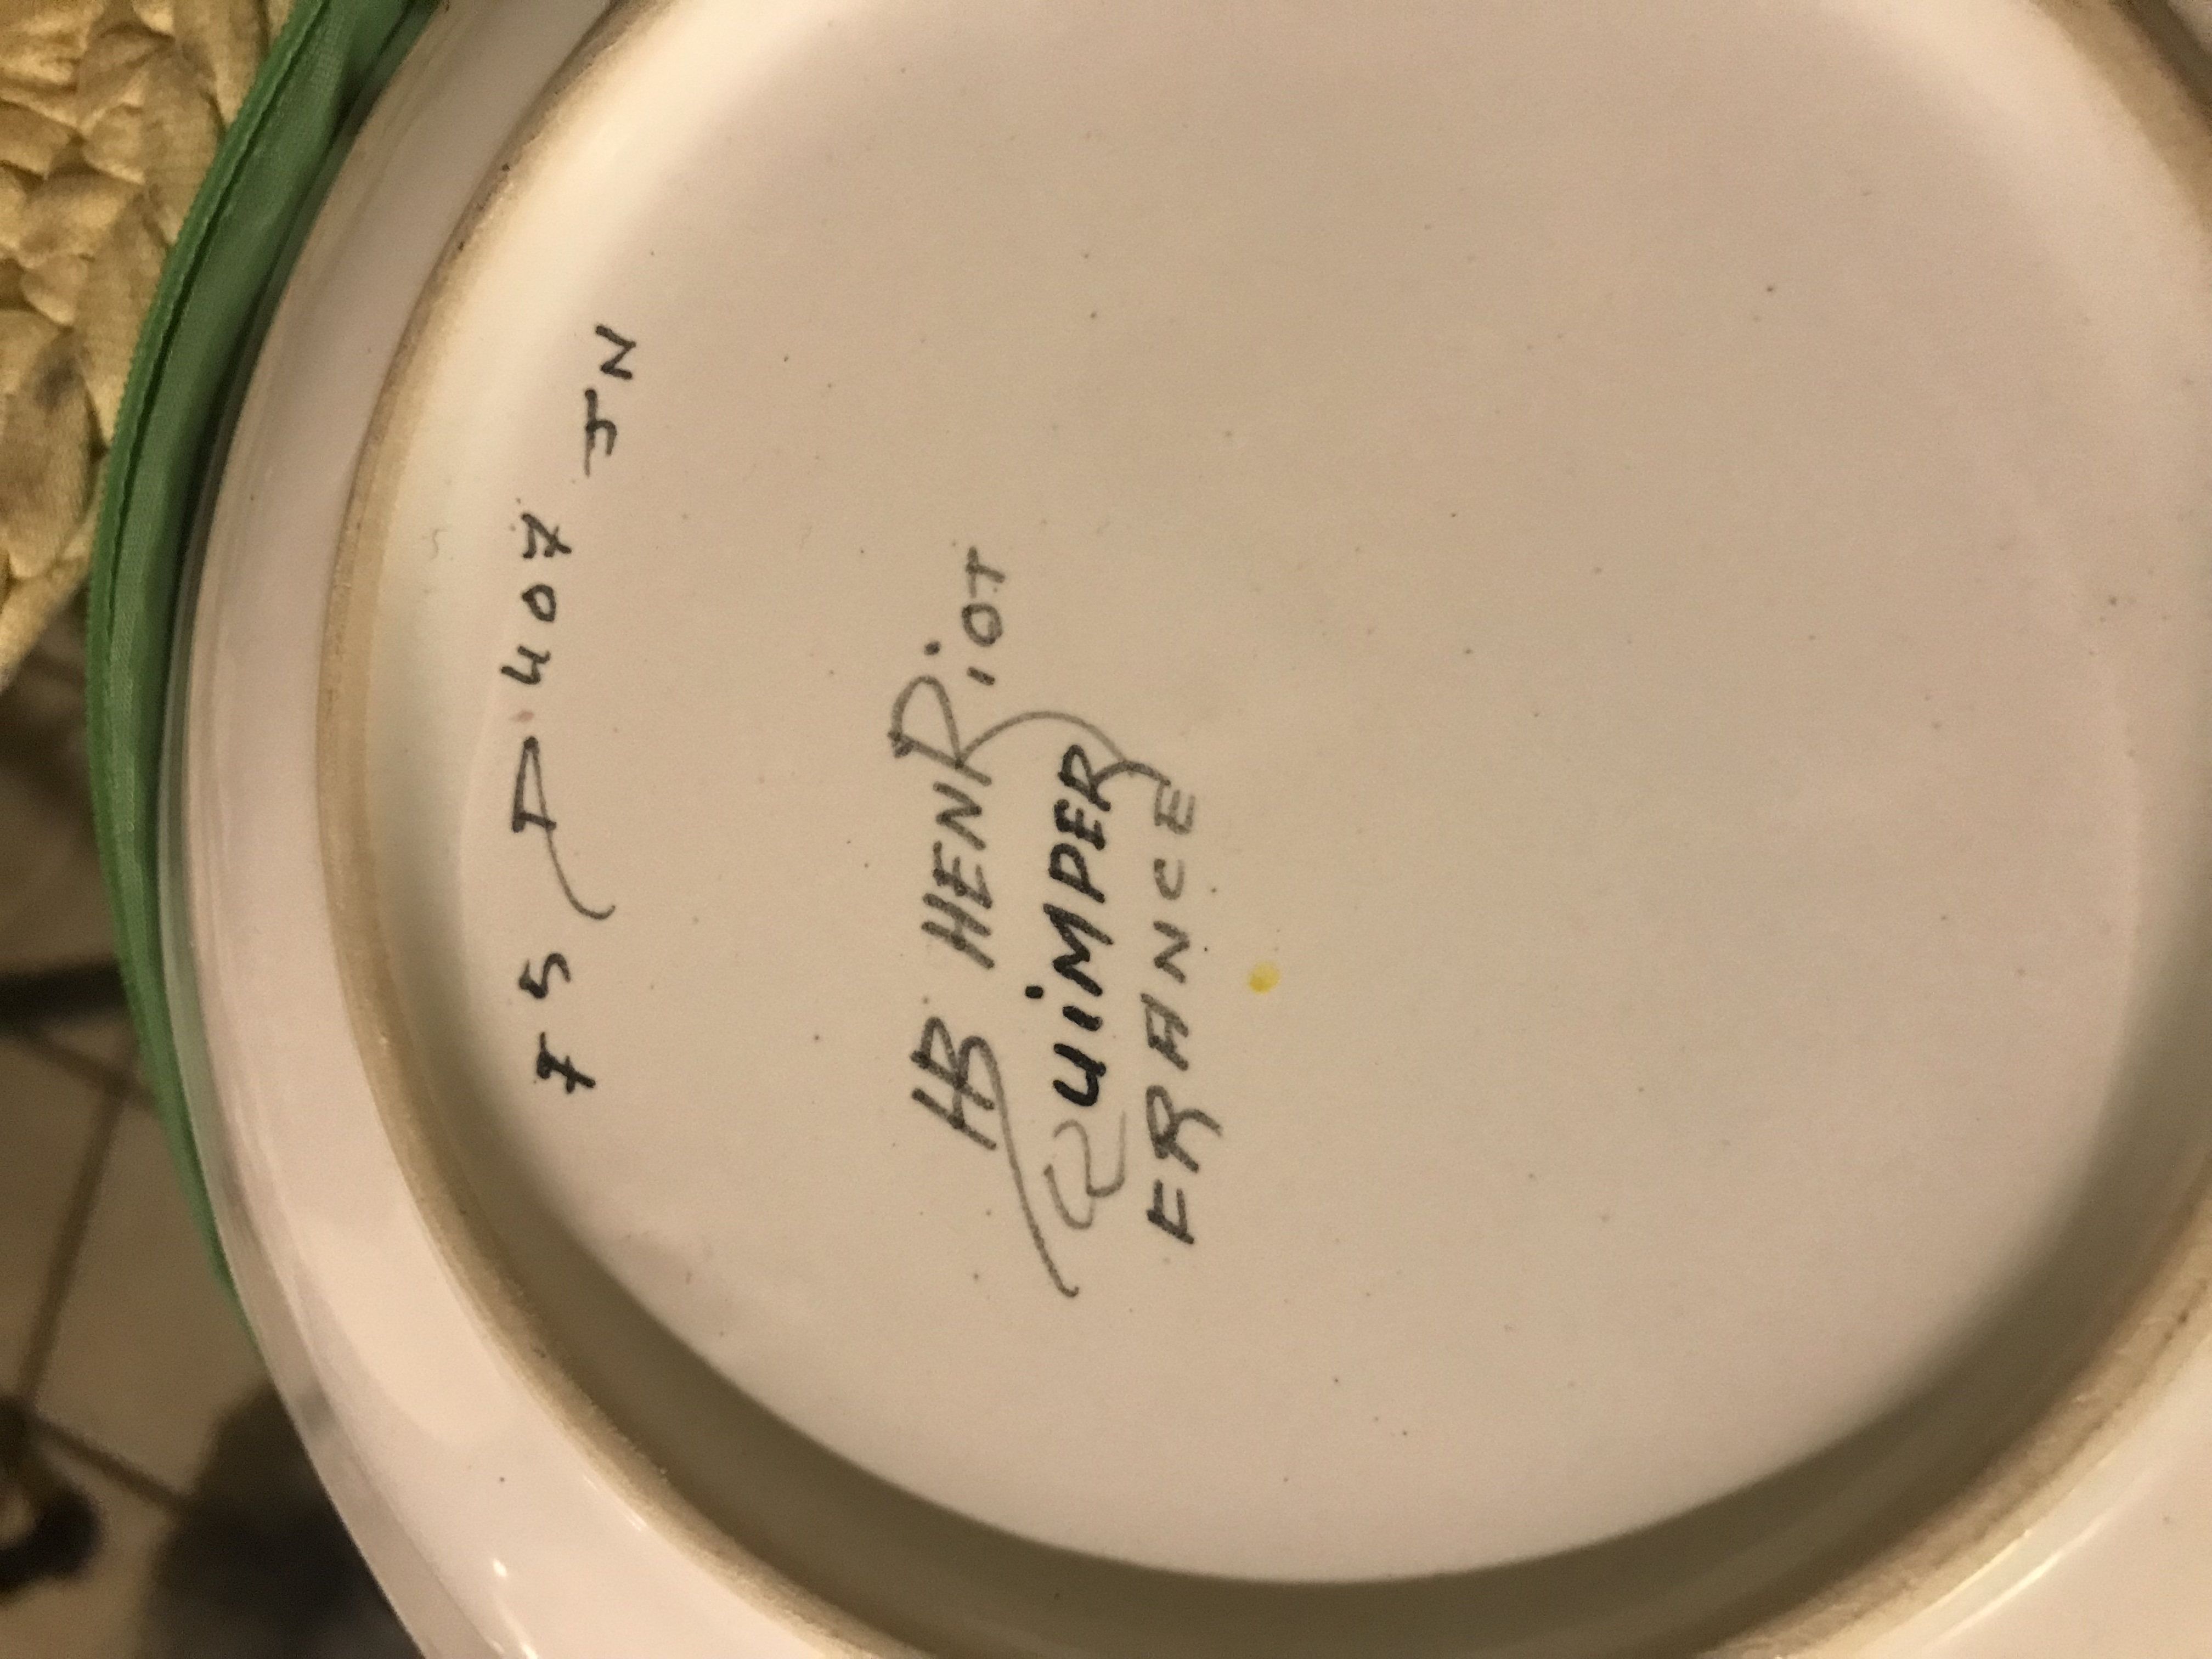 F5 D.407 JN
HB HENRiOT
QUiMPER
FRANCE